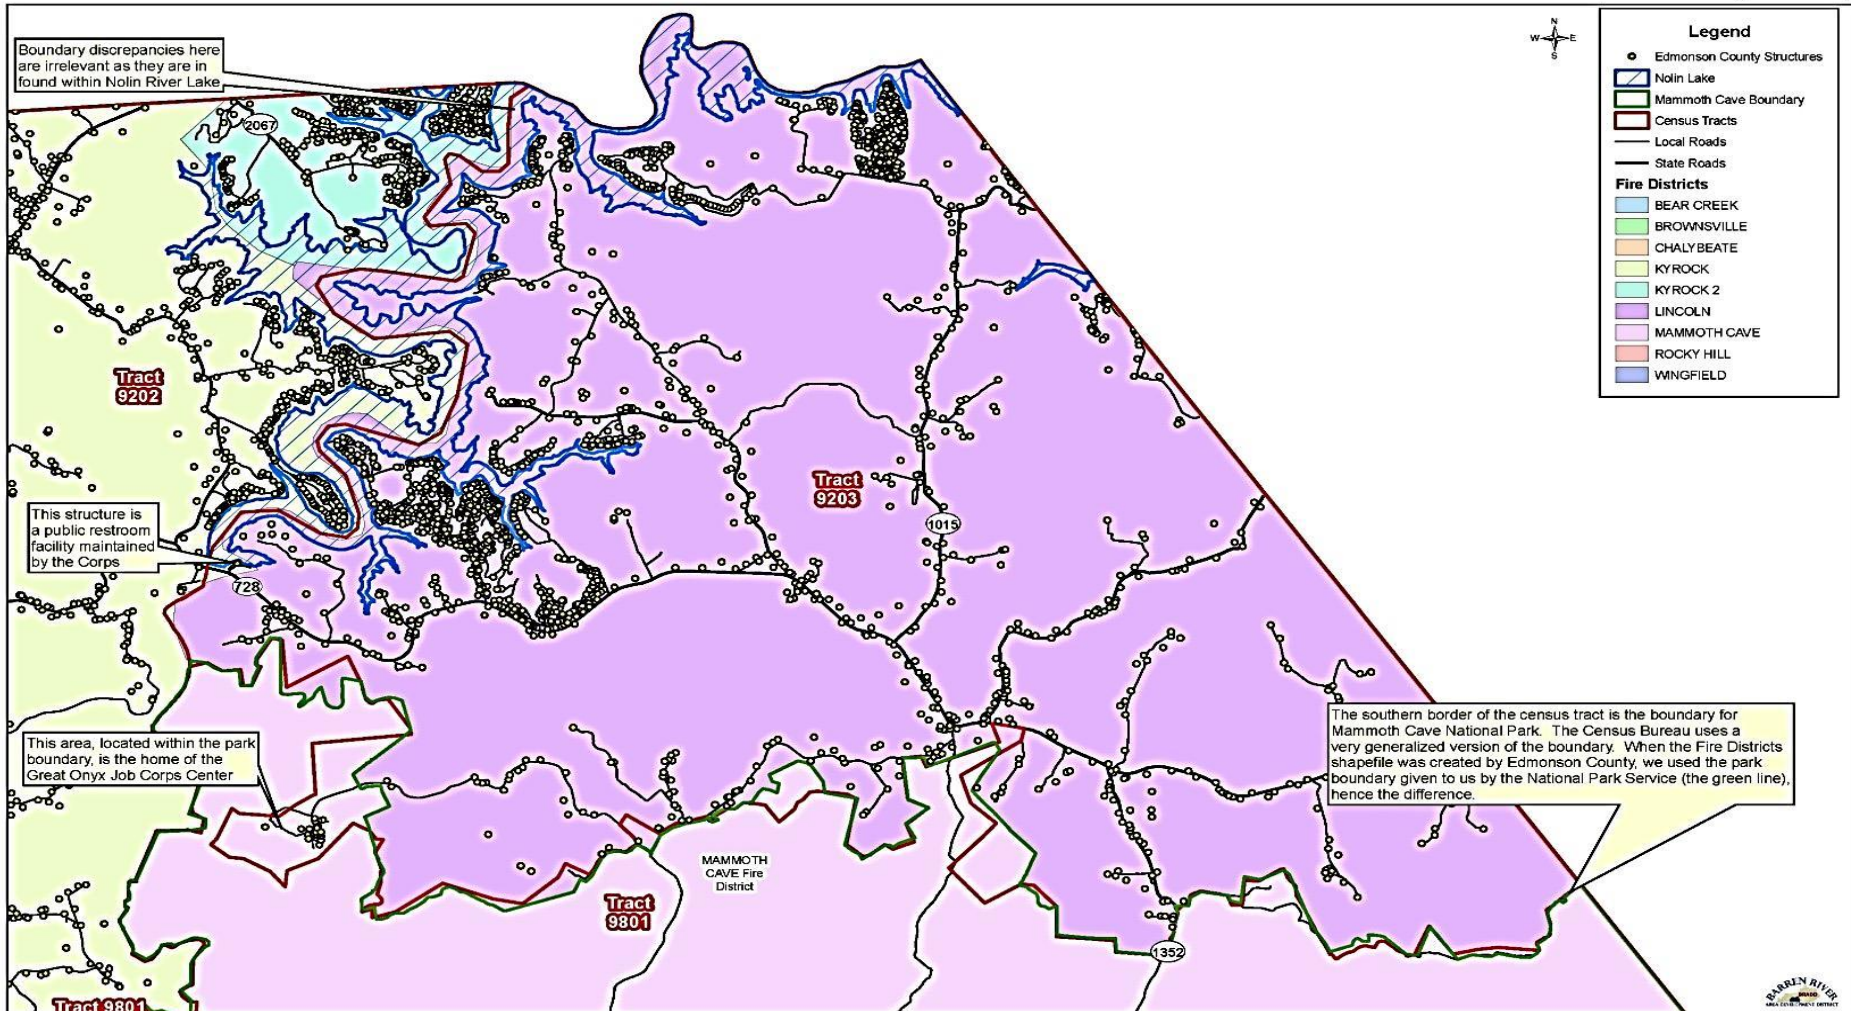 Boundary discrepancies here
are irrelevant as they are in
found within Nolin River Lake
N
W E
S
Legend
Edmonson County Structures
Nolin Lake
Mammoth Cave Boundary
Census Tracts
Local Roads
State Roads
Fire Districts
BEAR CREEK
BROWNSVILLE
CHALYBEATE
KYROCK
KYROCK 2
LINCOLN
MAMMOTH CAVE
ROCKY HILL
WINGFIELD
2067
Tract
9202
Tract
9203
1015
This structure is
a public restroom
facility maintained
by the Corps
728
This area, located within the park
boundary, is the home of the
Great Onyx Job Corps Center
The southern border of the census tract is the boundary for
Mammoth Cave National Park. The Census Bureau uses a
very generalized version of the boundary. When the Fire Districts
shapefile was created by Edmonson County, we used the park
boundary given to us by the National Park Service (the green line),
hence the difference.
MAMMOTH
CAVE Fire
District
Tract
9801
1352
Tract 9801
BARREN RIVER
BRADD
AREA DEVELOPMENT DISTRICT